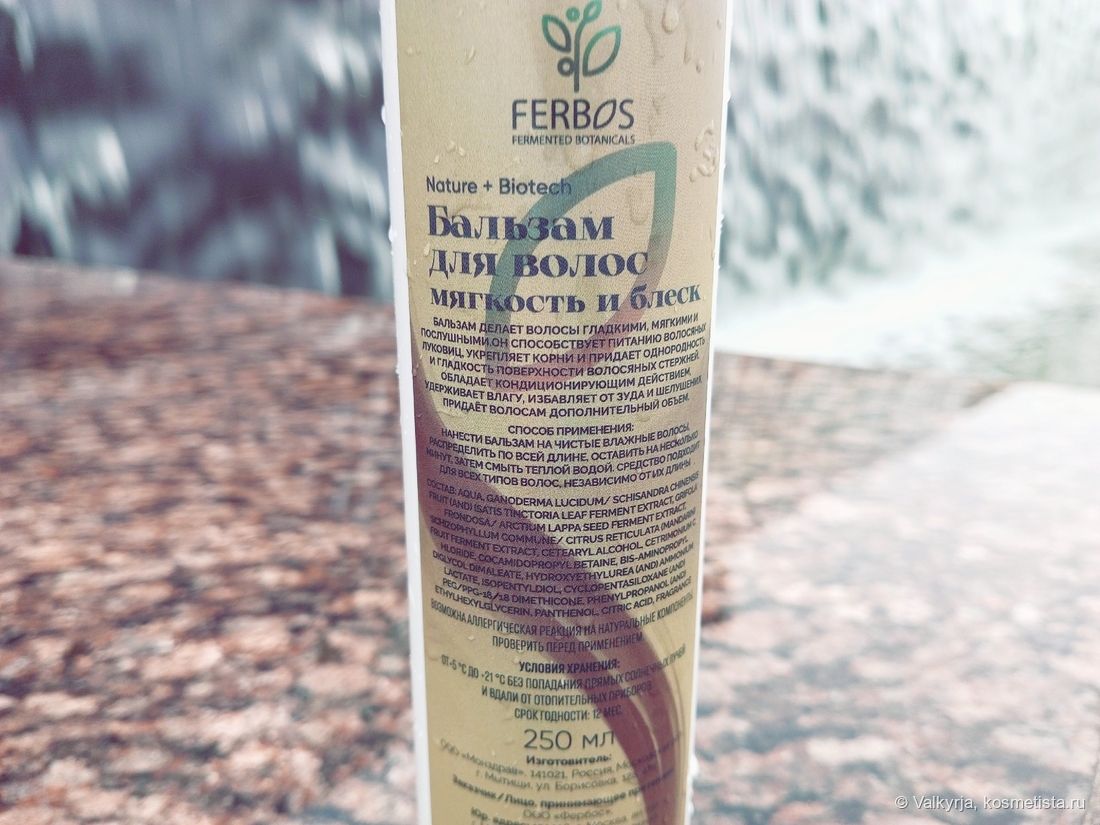 FERBOS
FERMENTED BOTANICALS
Nature + Biotech
Бальзам
для волос
мягкость и блеск
БАЛЬЗАМ ДЕЛАЕТ ВОЛОСЫ ГЛАДКИМИ, МЯГКИМИ И
ПОСЛУШНЫМИ.ОН СПОСОБСТВУЕТ ПИТАНИЮ ВОЛОСЯНЫХ
ЛУКОВИЦ, УКРЕПЛЯЕТ КОРНИ И ПРИДАЕТ ОДНОРОДНОСТЬ
И ГЛАДКОСТЬ ПОВЕРХНОСТИ ВОЛОСЯНЫХ СТЕРЖНЕЙ.
ОБЛАДАЕТ КОНДИЦИОНИРУЮЩИМ ДЕЙСТВИЕМ,
УДЕРЖИВАЕТ ВЛАГУ, ИЗБАВЛЯЕТ ОТ ЗУДА И ШЕЛУШЕНИЯ,
ПРИДАЁТ ВОЛОСАМ ДОПОЛНИТЕЛЬНЫЙ ОБЪЕМ.
СПОСОБ ПРИМЕНЕНИЯ:
НАНЕСТИ БАЛЬЗАМ НА ЧИСТЫЕ ВЛАЖНЫЕ ВОЛОСЫ,
РАСПРЕДЕЛИТЬ ПО ВСЕЙ ДЛИНЕ, ОСТАВИТЬ НА НЕСКОЛЬКО
МИНУТ, ЗАТЕМ СМЫТЬ ТЕПЛОЙ ВОДОЙ. СРЕДСТВО ПОДХОДИТ
ДЛЯ ВСЕХ ТИПОВ ВОЛОС, НЕЗАВИСИМО ОТ ИХ ДЛИНЫ
СОСТАВ: AQUA, GANODERMA LUCIDUM/ SCHISANDRA CHINENSIS
FRUIT (AND) ISATIS TINCTORIA LEAF FERMENT EXTRACT, GRIFOLA
FRONDOSA/ ARCTIUM LAPPA SEED FERMENT EXTRACT,
SCHIZOPHYLLUM COMMUNE/ CITRUS RETICULATA (MANDARIN)
FRUIT FERMENT EXTRACT, CETEARYL ALCOHOL, CETRIMONIUM C
HLORIDE, COCAMIDOPROPYL BETAINE, BIS-AMINOPROPYL
DIGLYCOL DIMALEATE, HYDROXYETHYLUREA (AND) AMMONIUM
LACTATE, ISOPENTYLDIOL, CYCLOPENTASILOXANE (AND)
PEG/PPG-18/18 DIMETHICONE, PHENYLPROPANOL (AND)
ETHYLHEXYLGLYCERIN, PANTHENOL, CITRIC ACID, FRAGRANCE
ВОЗМОЖНА АЛЛЕРГИЧЕСКАЯ РЕАКЦИЯ НА НАТУРАЛЬНЫЕ КОМПОНЕНТЫ.
ПРОВЕРИТЬ ПЕРЕД ПРИМЕНЕНИЕМ
УСЛОВИЯ ХРАНЕНИЯ:
ОТ+5 °C ДО +21 °C БЕЗ ПОПАДАНИЯ ПРЯМЫХ СОЛНЕЧНЫХ ЛУЧЕЙ
И ВДАЛИ ОТ ОТОПИТЕЛЬНЫХ ПРИБОРОВ
СРОК ГОДНОСТИ: 12 МЕС.
250 мл
Изготовитель:
ООО 141021, Россия,
г. Мытищи, ул. Борисовка,
Заказчик/Лицо, принимающее
ООО «Фербос»,
Юр.
© Valkyrja, kosmetista.ru